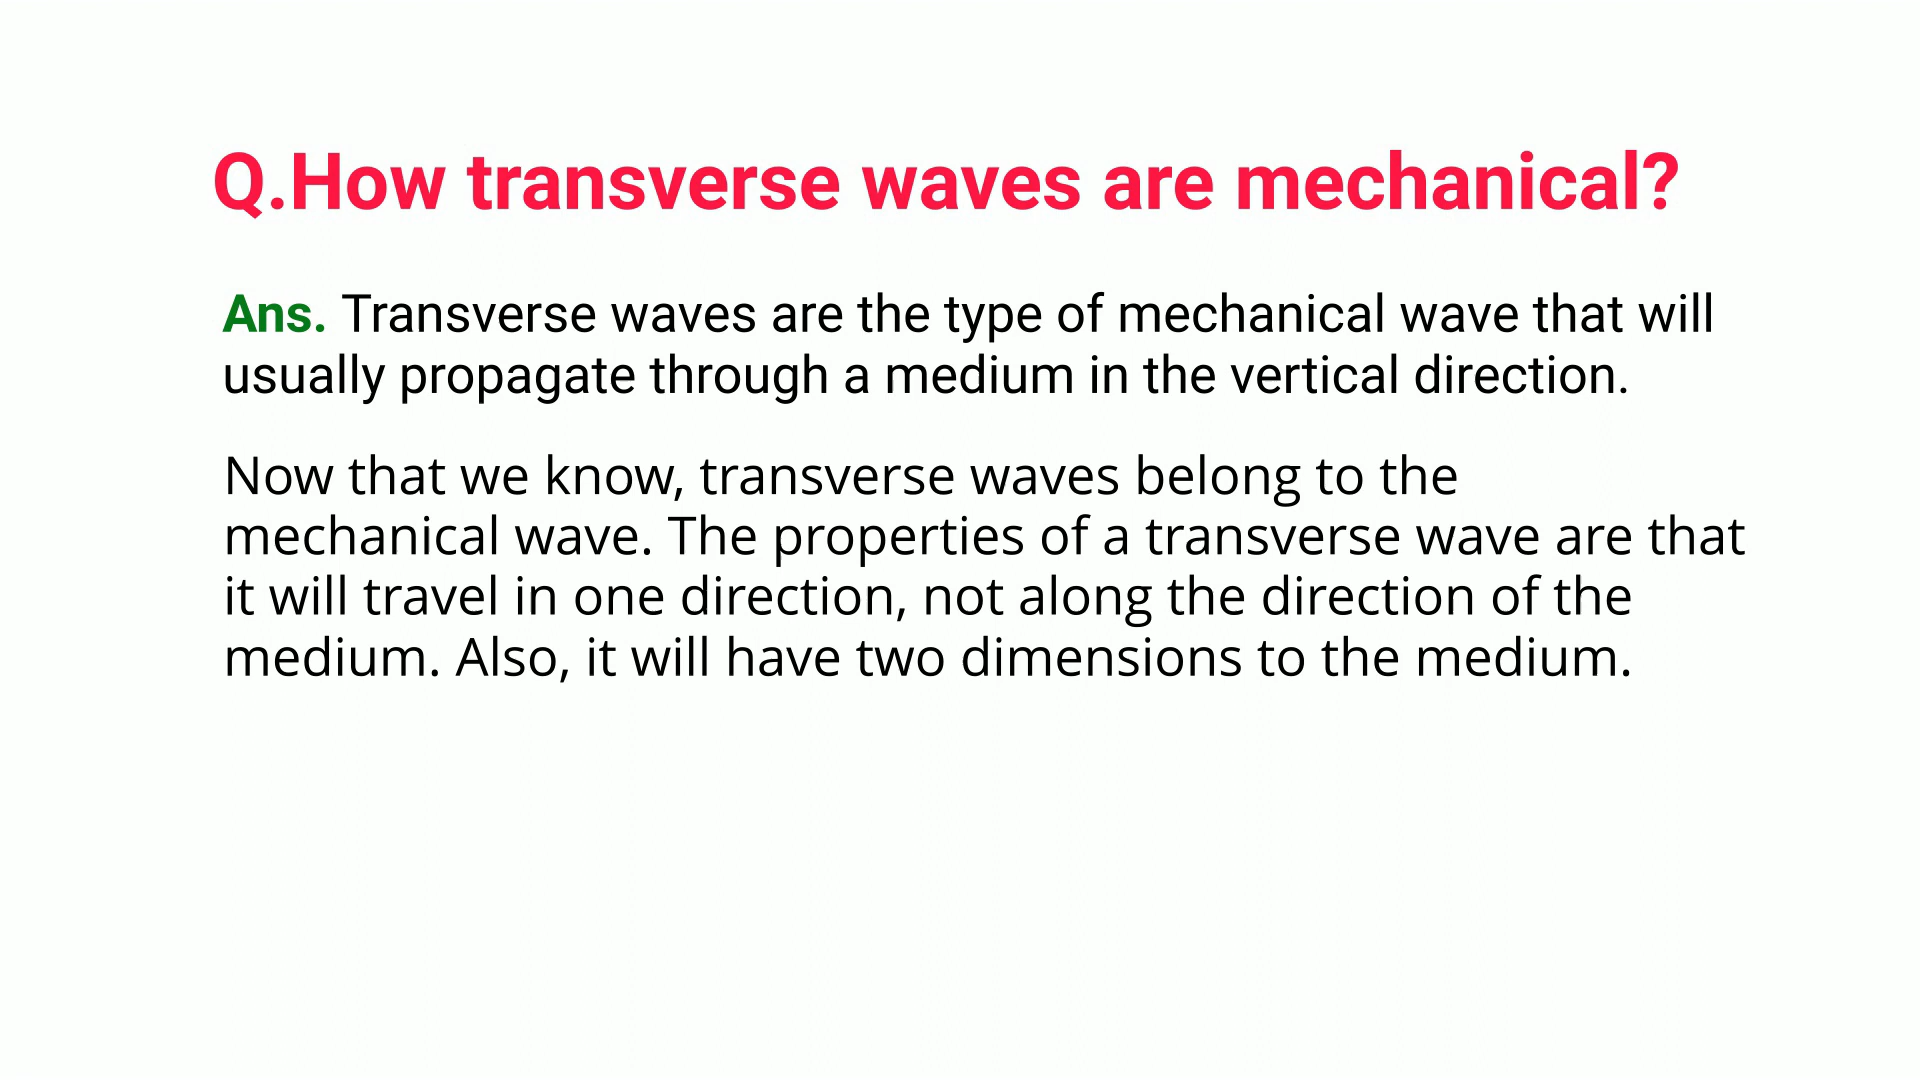 Q.How transverse waves are mechanical?
Ans. Transverse waves are the type of mechanical wave that will
usually propagate through a medium in the vertical direction.
Now that we know, transverse waves belong to the
mechanical wave. The properties of a transverse wave are that
it will travel in one direction, not along the direction of the
medium. Also, it will have two dimensions to the medium.